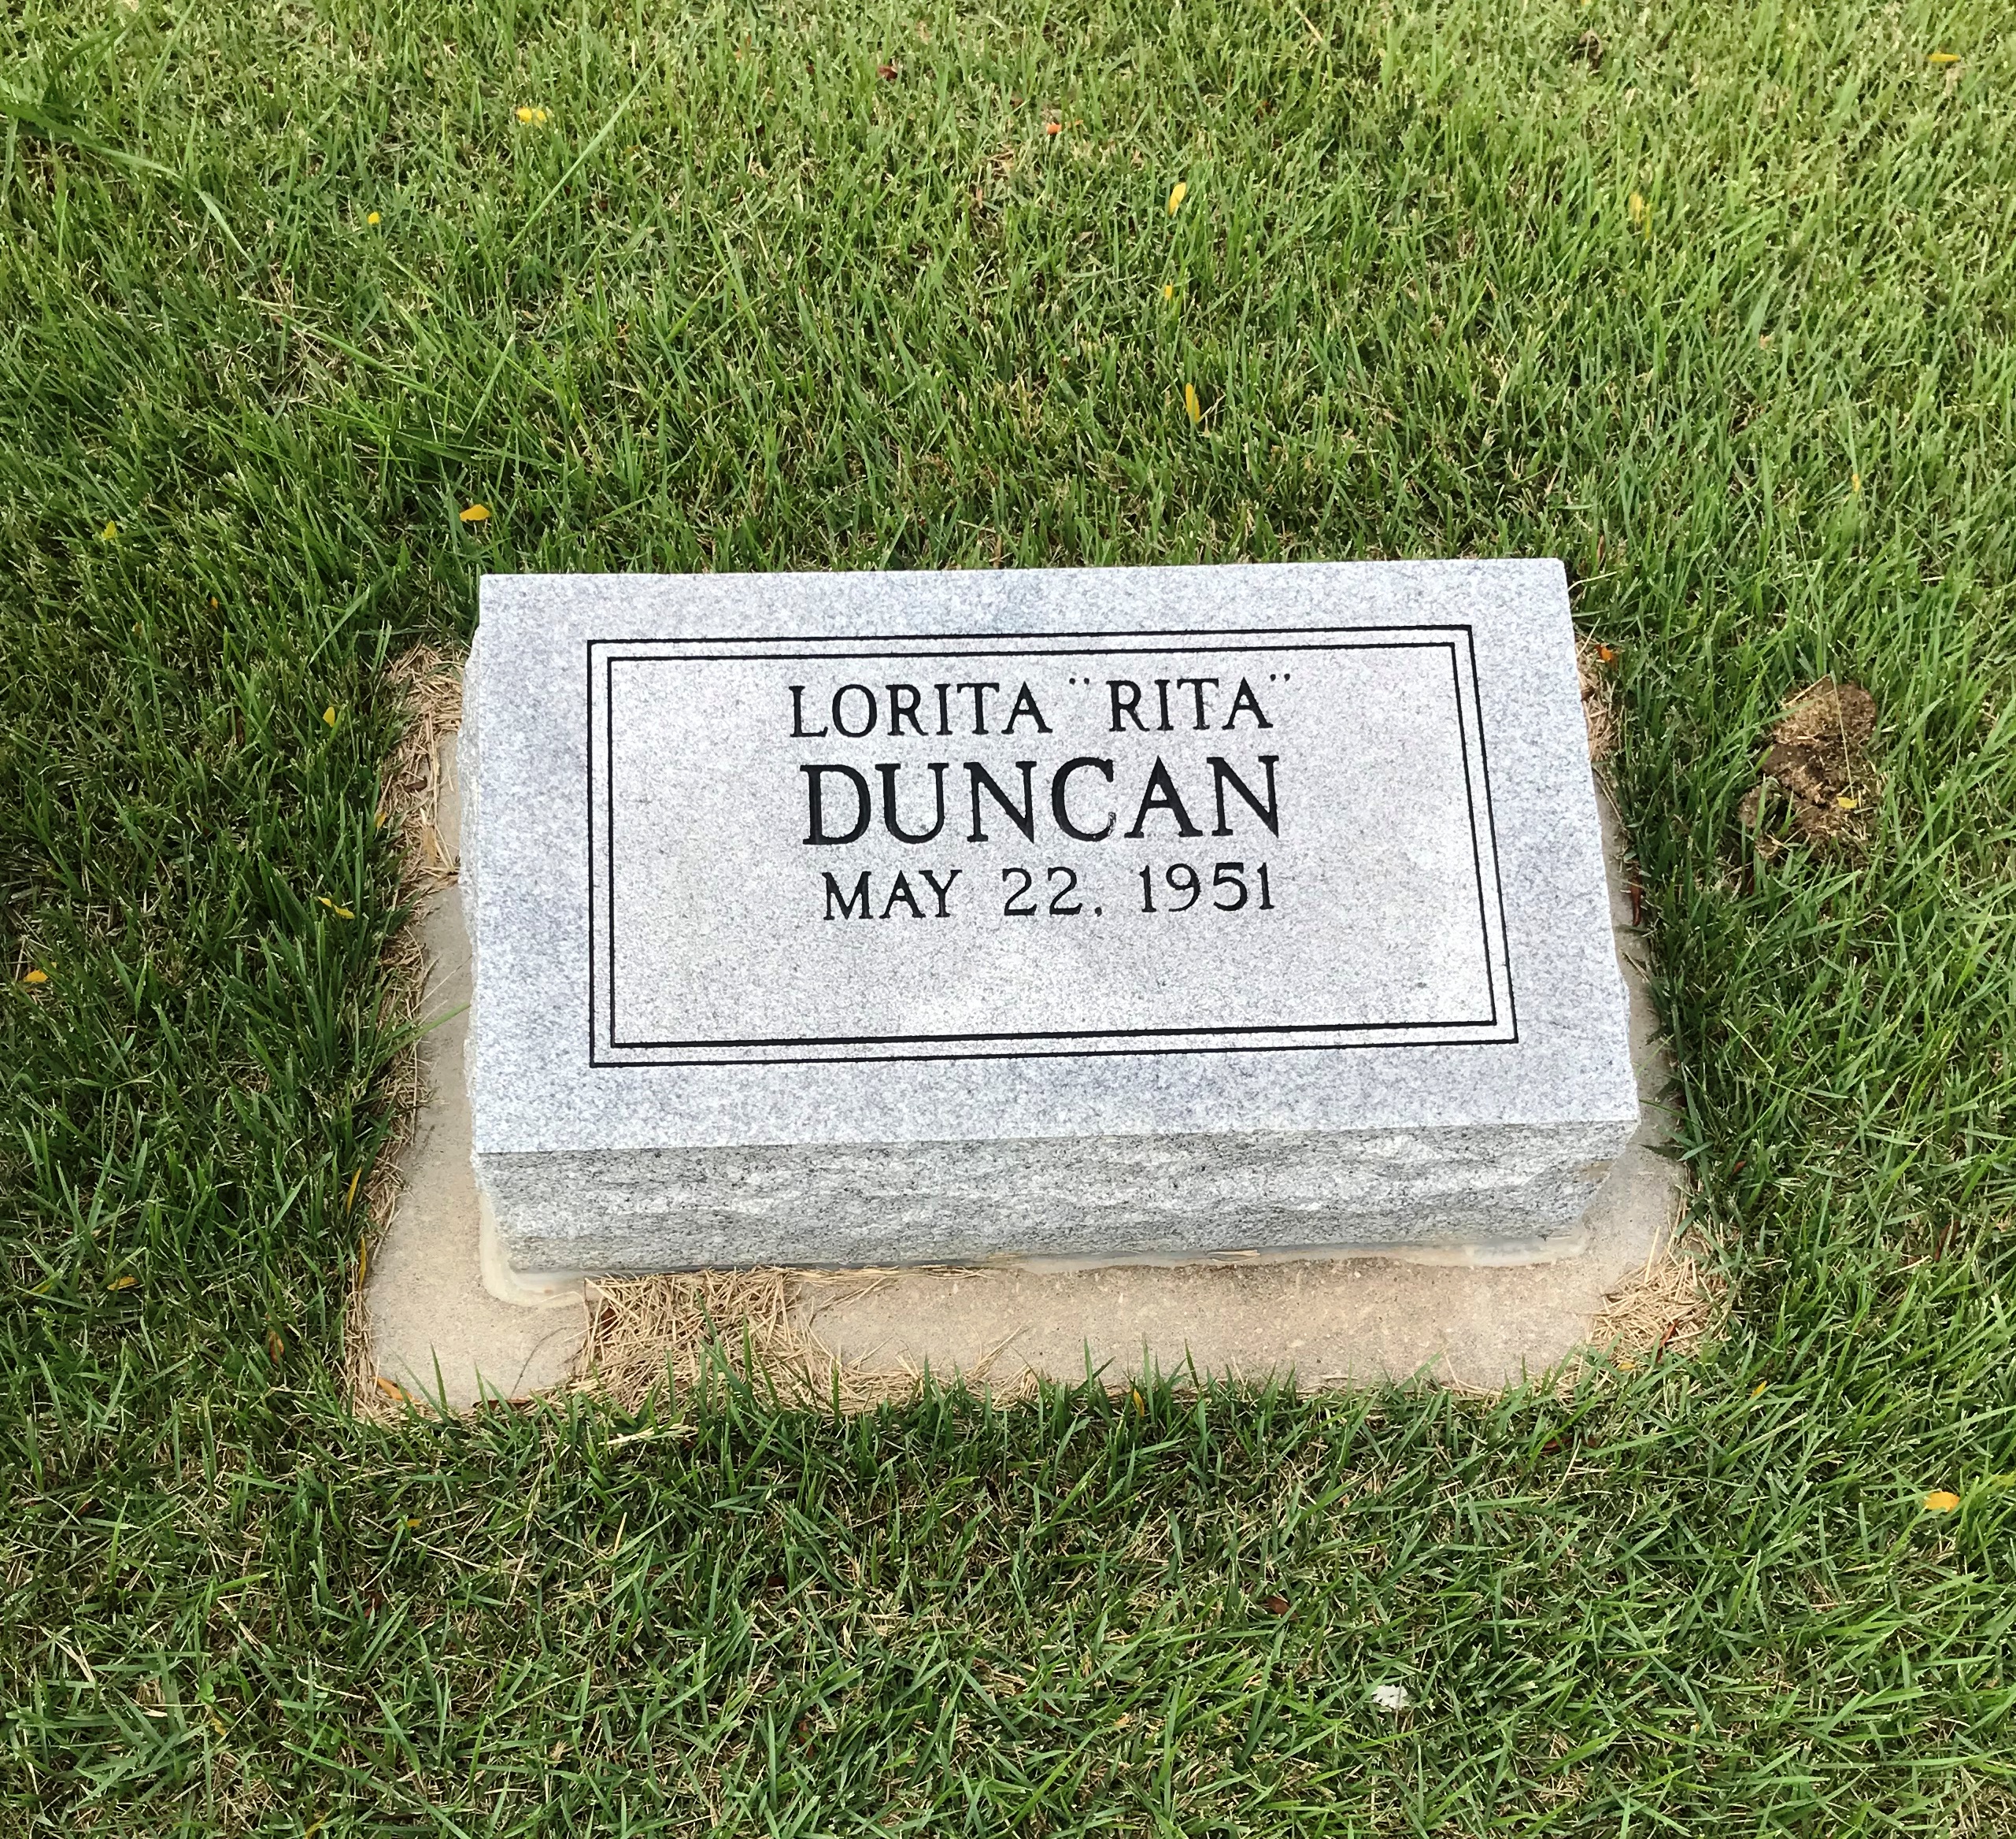 LORITA "RITA"
DUNCAN
MAY 22, 1951